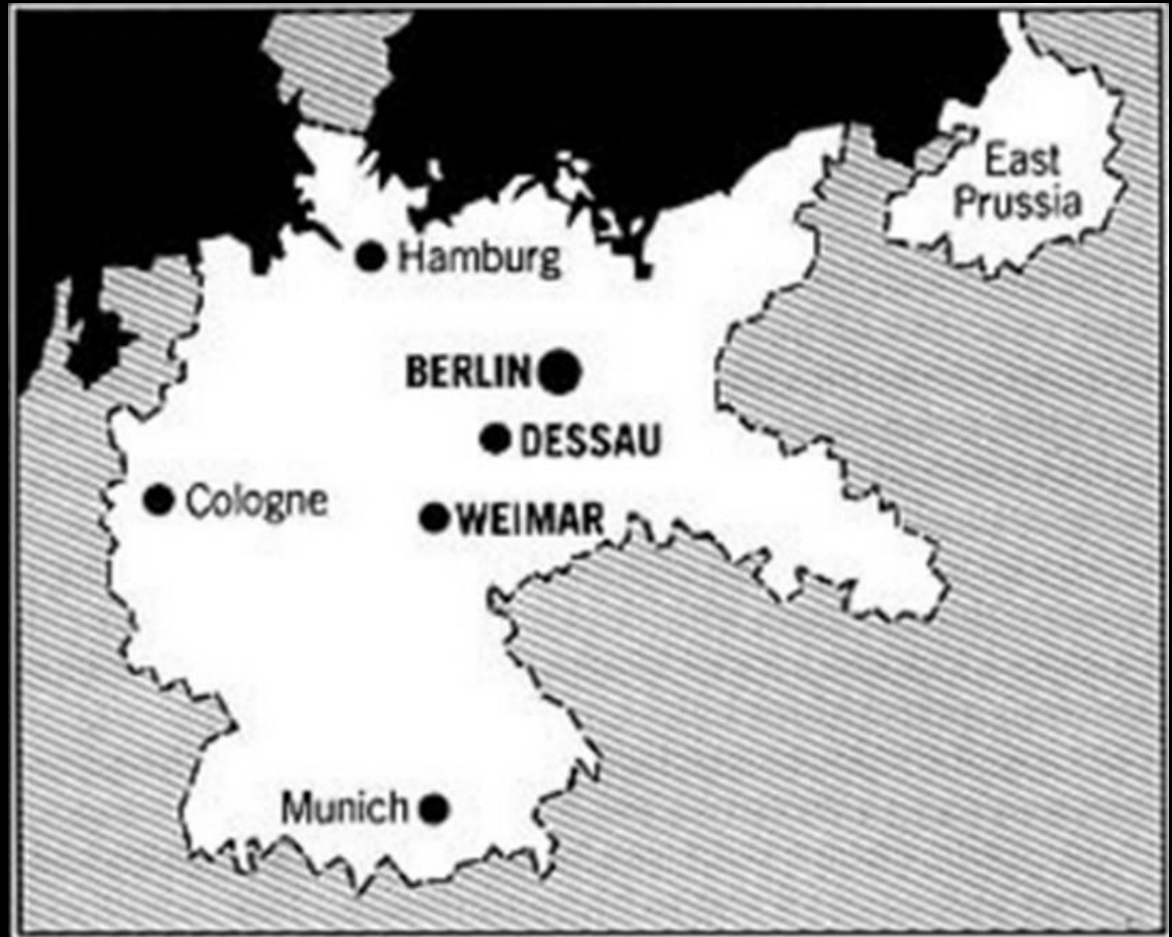 East
Prussia
Hamburg
BERLIN
DESSAU
Cologne
WEIMAR
Munich